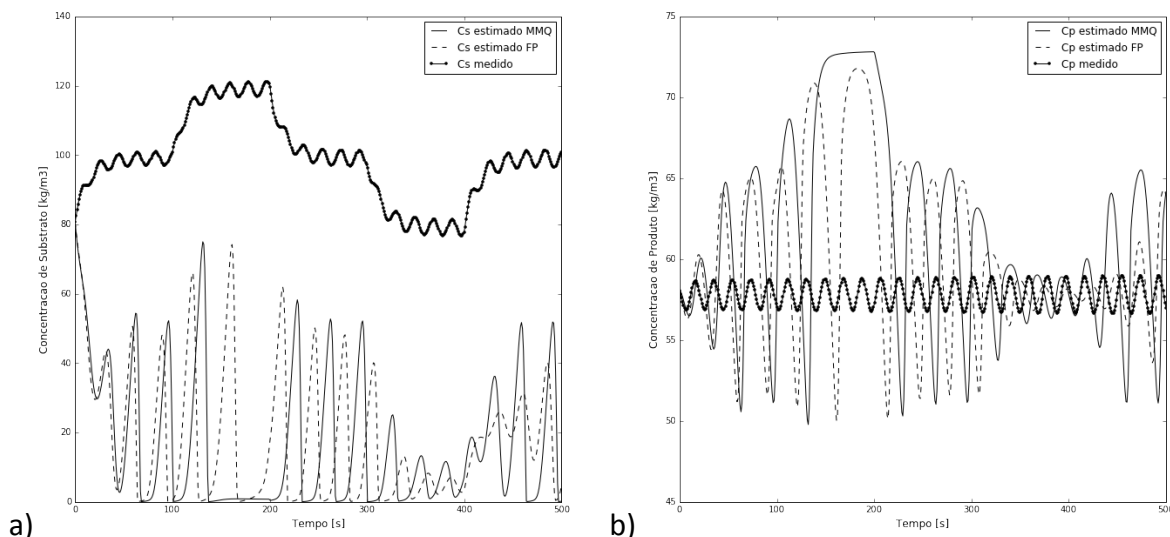 140
120
100
80
60
40
20
0
0 100 200 300 400 500
Concentracao de Substrato [kg/m3]
Tempo [s]
Cs estimado MMQ
Cs estimado FP
Cs medido
a)
75
70
65
60
55
50
45
0 100 200 300 400 500
Concentracao de Produto [kg/m3]
Tempo [s]
Cp estimado MMQ
Cp estimado FP
Cp medido
b)